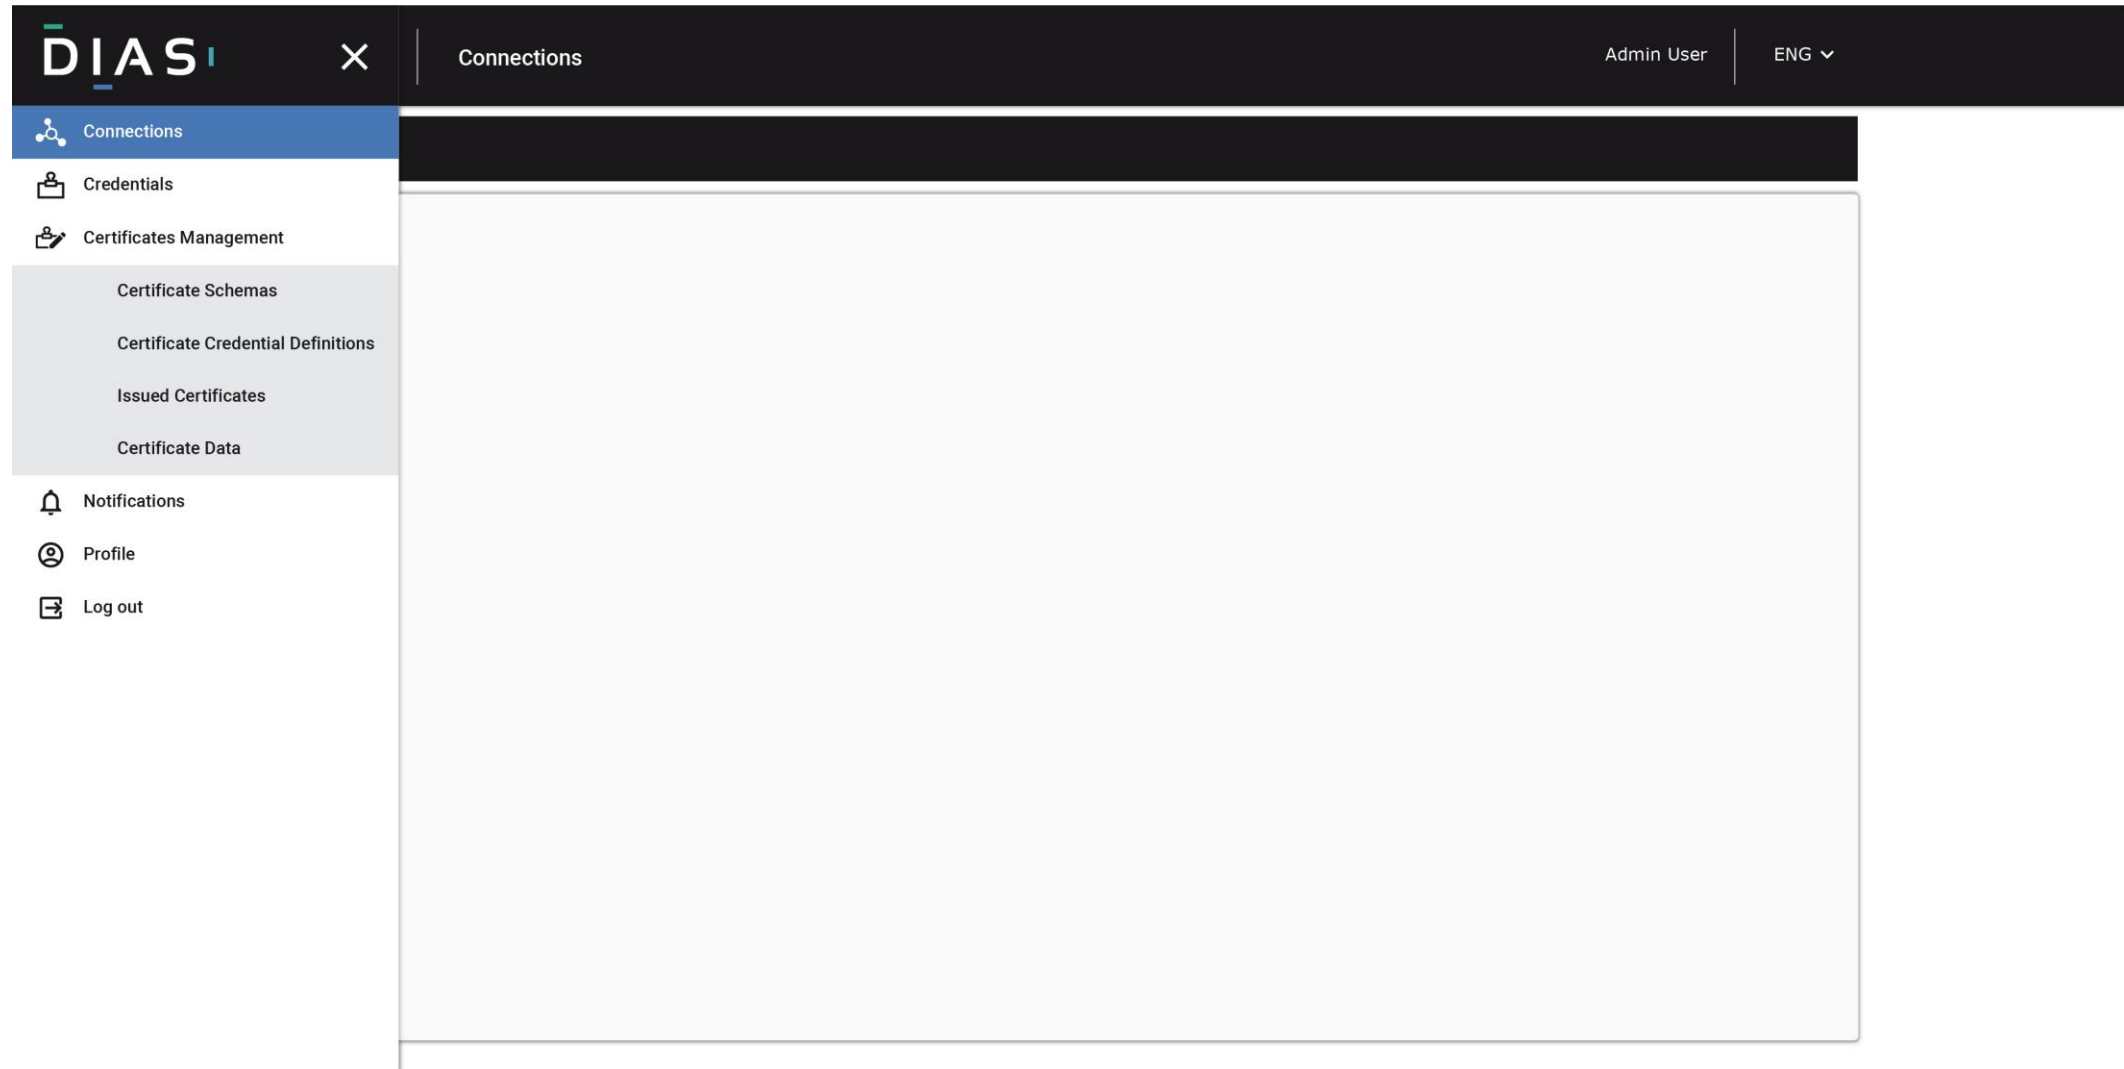 DIAS
Connections
Admin User
ENG
Connections
Credentials
Certificates Management
Certificate Schemas
Certificate Credential Definitions
Issued Certificates
Certificate Data
Notifications
Profile
Log out